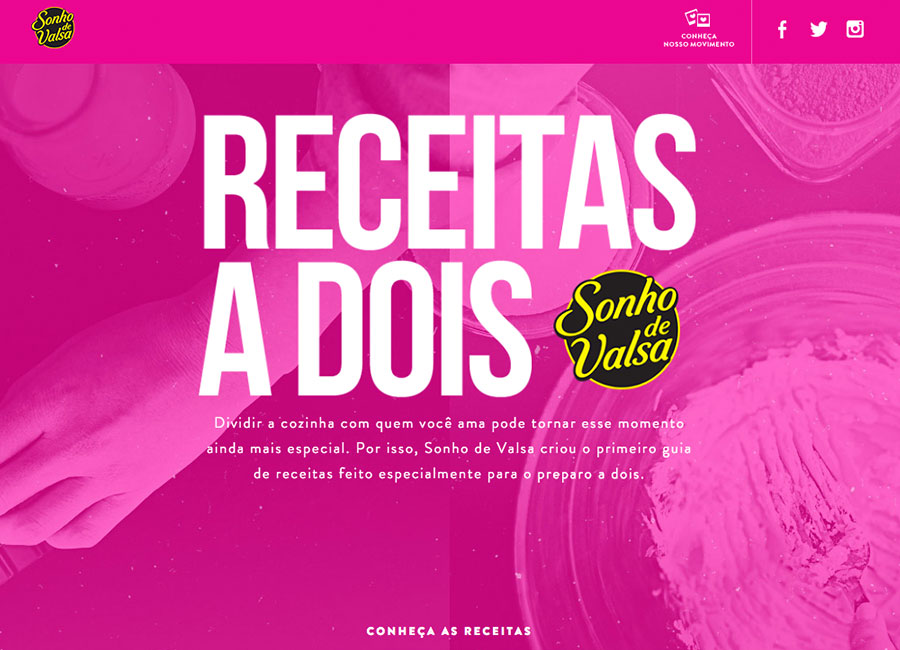 Sonho
de
Valsa
CONHEÇA
NOSSO MOVIMENTO
RECEITAS
A DOIS
Sonho
de
Valsa
Dividir a cozinha com quem você ama pode tornar esse momento
ainda mais especial. Por isso, Sonho de Valsa criou o primeiro guia
de receitas feito especialmente para o preparo a dois.
CONHEÇA AS RECEITAS